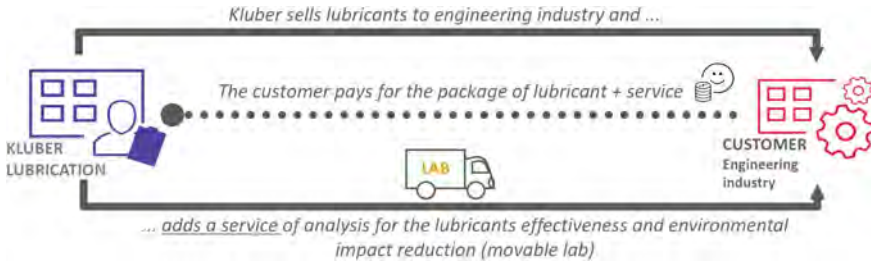 Kluber sells lubricants to engineering industry and ...
The customer pays for the package of lubricant + service
KLUBER
LUBRICATION
LAB
CUSTOMER
Engineering
industry
... adds a service of analysis for the lubricants effectiveness and environmental
impact reduction (movable lab)